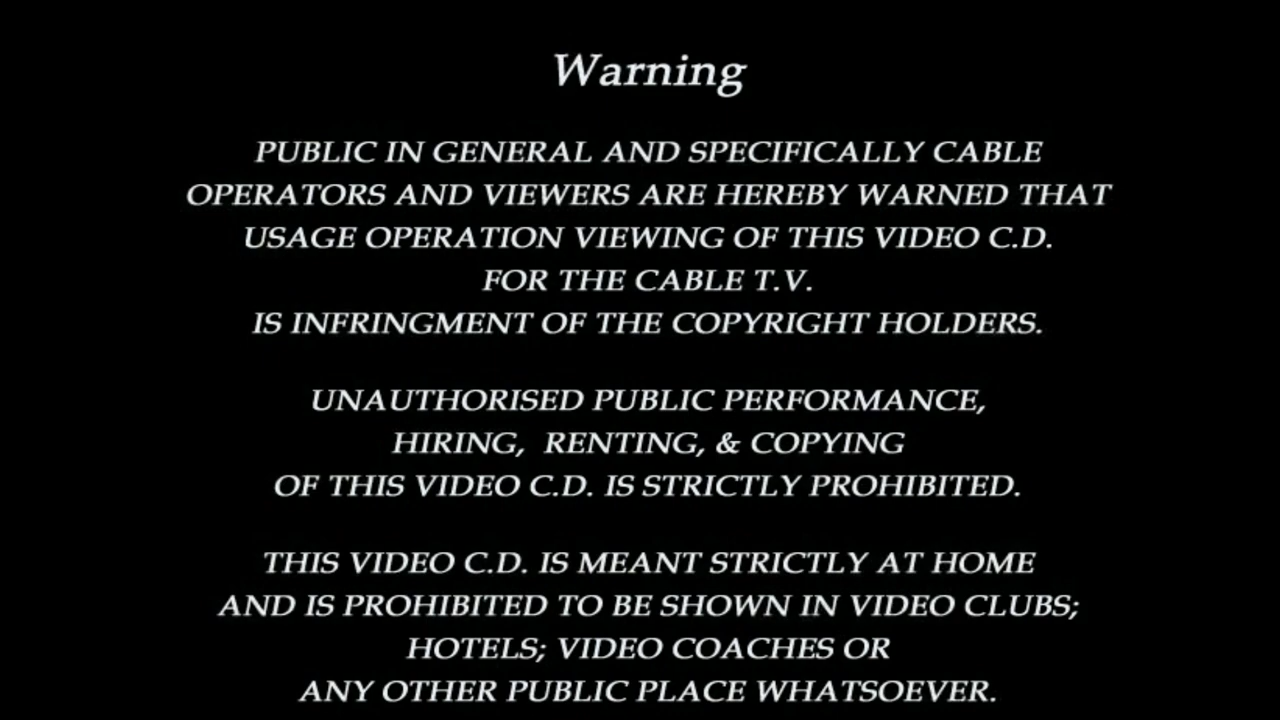 Warning
PUBLIC IN GENERAL AND SPECIFICALLY CABLE
OPERATORS AND VIEWERS ARE HEREBY WARNED THAT
USAGE OPERATION VIEWING OF THIS VIDEO C.D.
FOR THE CABLE T.V.
IS INFRINGMENT OF THE COPYRIGHT HOLDERS.
UNAUTHORISED PUBLIC PERFORMANCE,
HIRING, RENTING, & COPYING
OF THIS VIDEO C.D. IS STRICTLY PROHIBITED.
THIS VIDEO C.D. IS MEANT STRICTLY AT HOME
AND IS PROHIBITED TO BE SHOWN IN VIDEO CLUBS;
HOTELS; VIDEO COACHES OR
ANY OTHER PUBLIC PLACE WHATSOEVER.